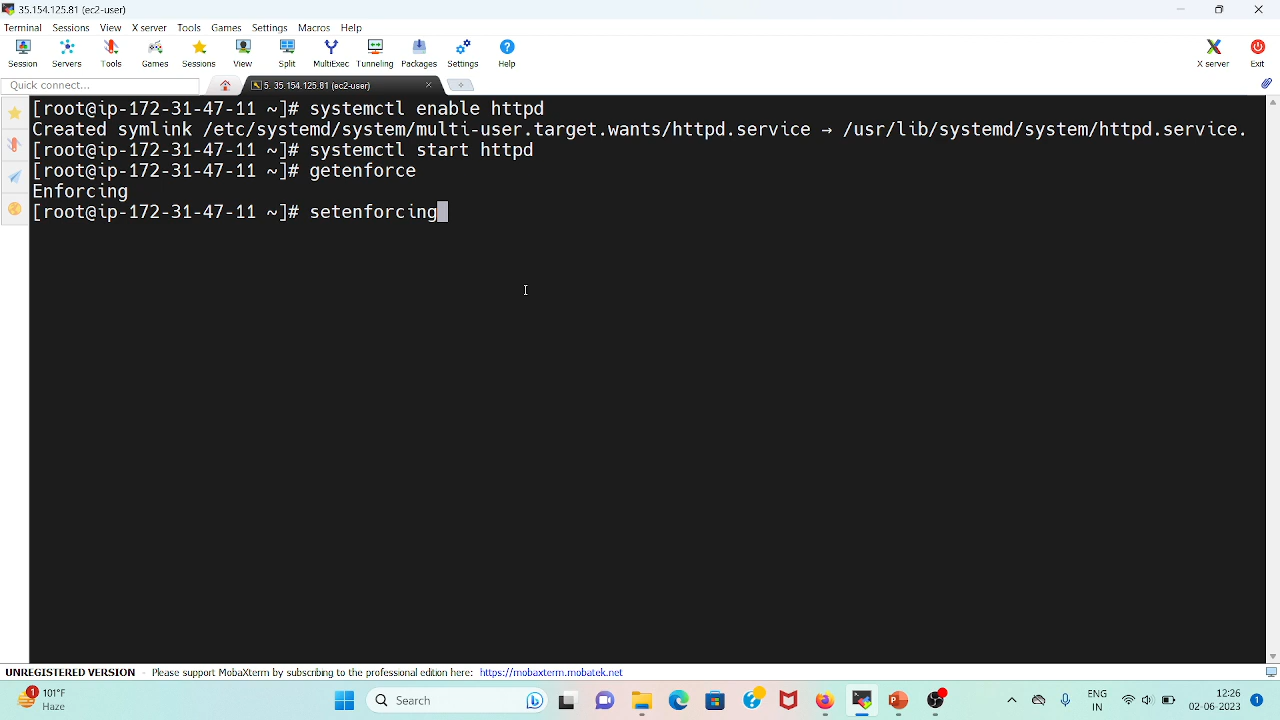 35.154.125.81 (ec2-user)
Terminal Sessions View X server Tools Games Settings Macros Help
Session Servers Tools Games Sessions View Split MultiExec Tunneling Packages Settings Help X server Exit
Quick connect... 5. 35.154.125.81 (ec2-user)
[root@ip-172-31-47-11 ~]# systemctl enable httpd
Created symlink /etc/systemd/system/multi-user.target.wants/httpd.service → /usr/lib/systemd/system/httpd.service.
[root@ip-172-31-47-11 ~]# systemctl start httpd
[root@ip-172-31-47-11 ~]# getenforce
Enforcing
[root@ip-172-31-47-11 ~]# setenforcing
UNREGISTERED VERSION - Please support MobaXterm by subscribing to the professional edition here: https://mobaxterm.mobatek.net
1 101°F Search ENG 12:26
Haze IN 02-06-2023 1